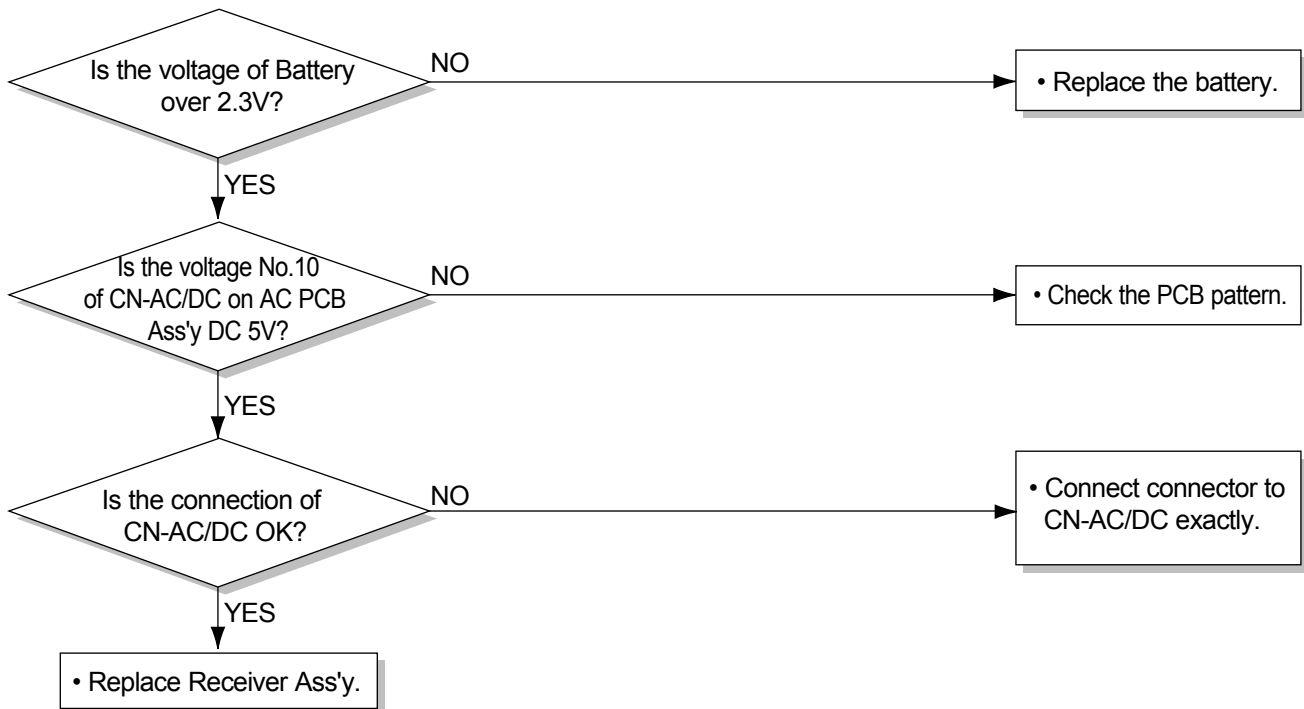 Is the voltage of Battery
over 2.3V?
NO
• Replace the battery.
YES
Is the voltage No.10
of CN-AC/DC on AC PCB
Ass'y DC 5V?
NO
• Check the PCB pattern.
YES
Is the connection of
CN-AC/DC OK?
NO
• Connect connector to
CN-AC/DC exactly.
YES
• Replace Receiver Ass'y.